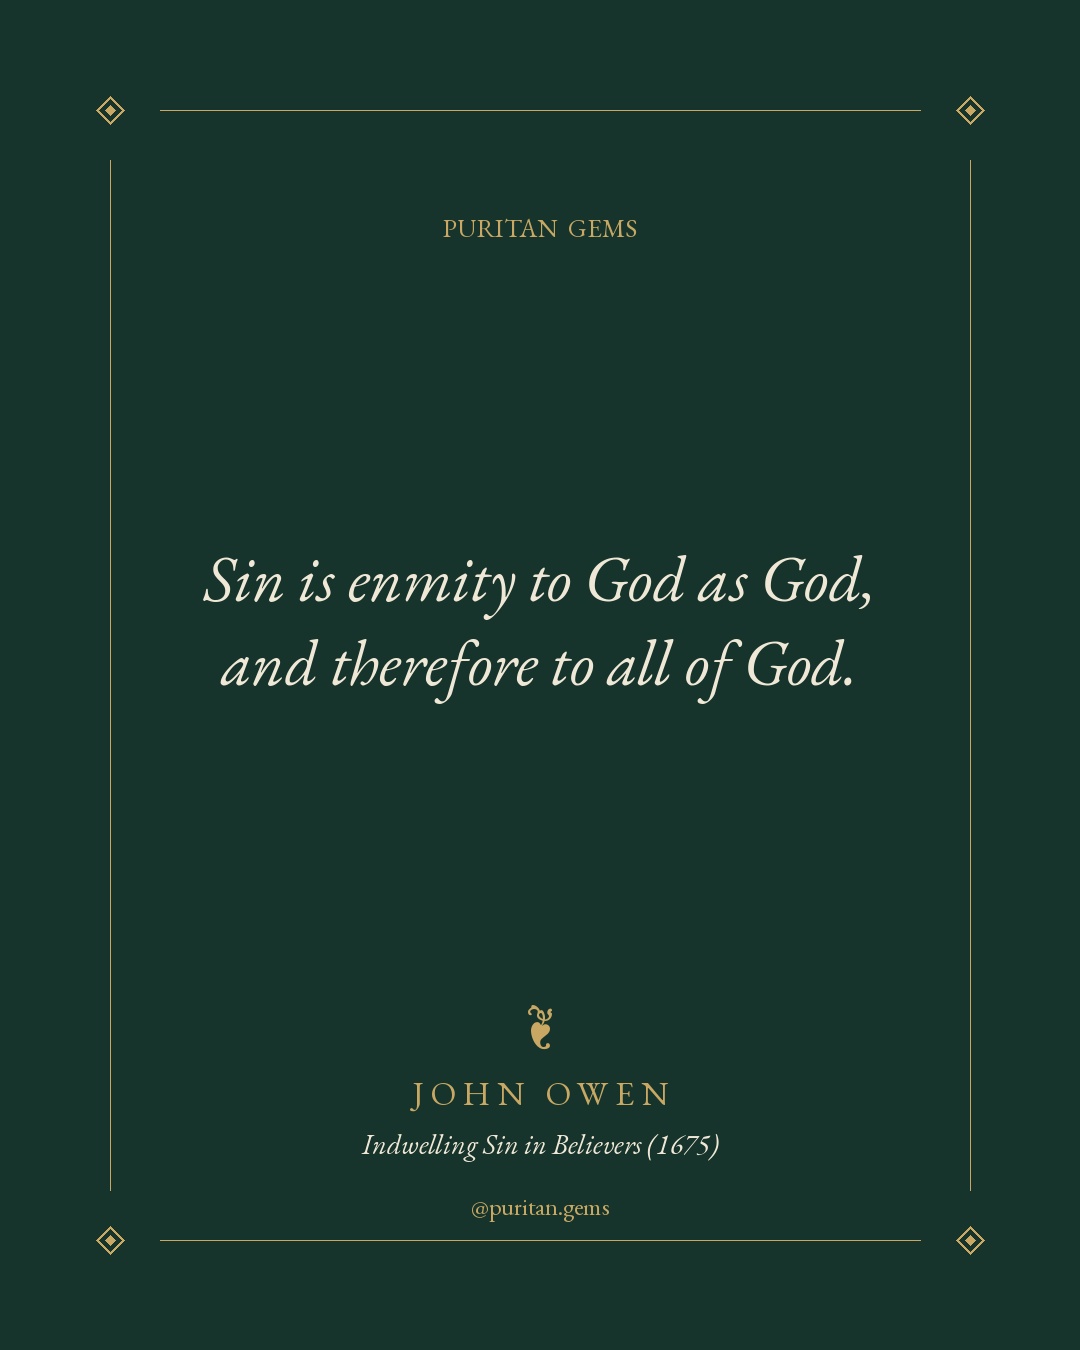 PURITAN GEMS
Sin is enmity to God as God,
and therefore to all of God.
JOHN OWEN
Indwelling Sin in Believers (1675)
@puritan.gems